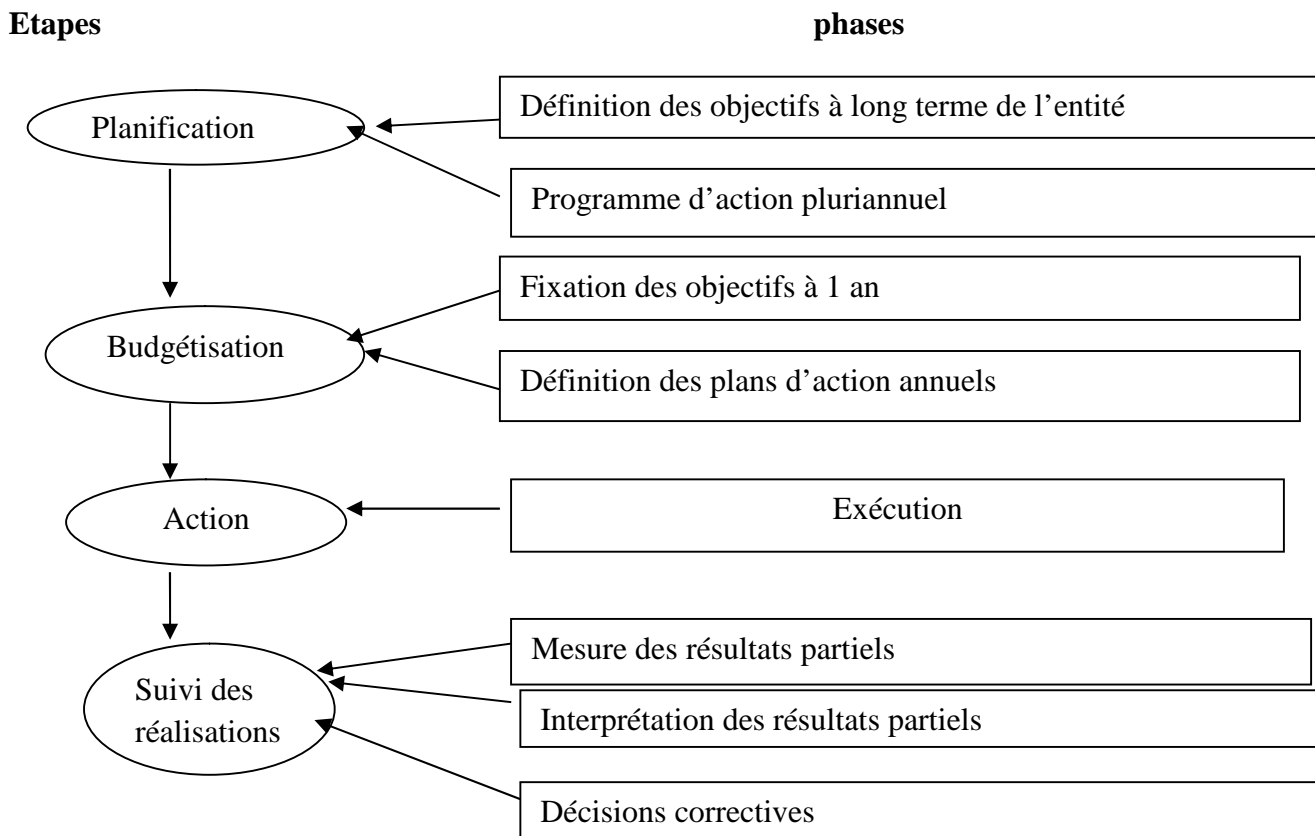 Etapes phases
Définition des objectifs à long terme de l’entité
Planification
Programme d’action pluriannuel
Fixation des objectifs à 1 an
Budgétisation
Définition des plans d’action annuels
Action
Exécution
Mesure des résultats partiels
Suivi des
réalisations
Interprétation des résultats partiels
Décisions correctives